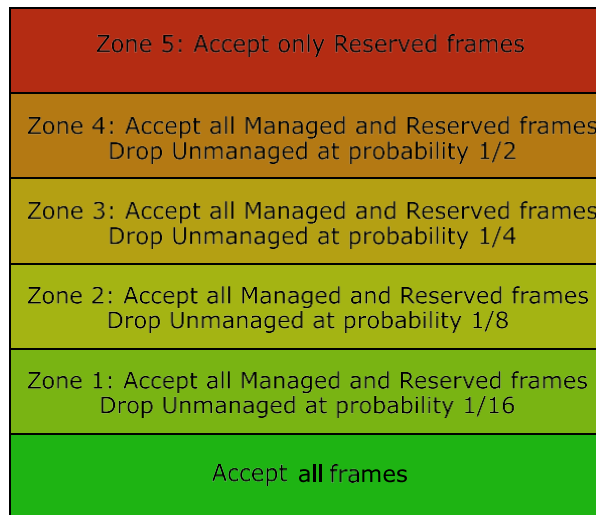 Zone 5: Accept only Reserved frames
Zone 4: Accept all Managed and Reserved frames
Drop Unmanaged at probability 1/2
Zone 3: Accept all Managed and Reserved frames
Drop Unmanaged at probability 1/4
Zone 2: Accept all Managed and Reserved frames
Drop Unmanaged at probability 1/8
Zone 1: Accept all Managed and Reserved frames
Drop Unmanaged at probability 1/16
Accept all frames